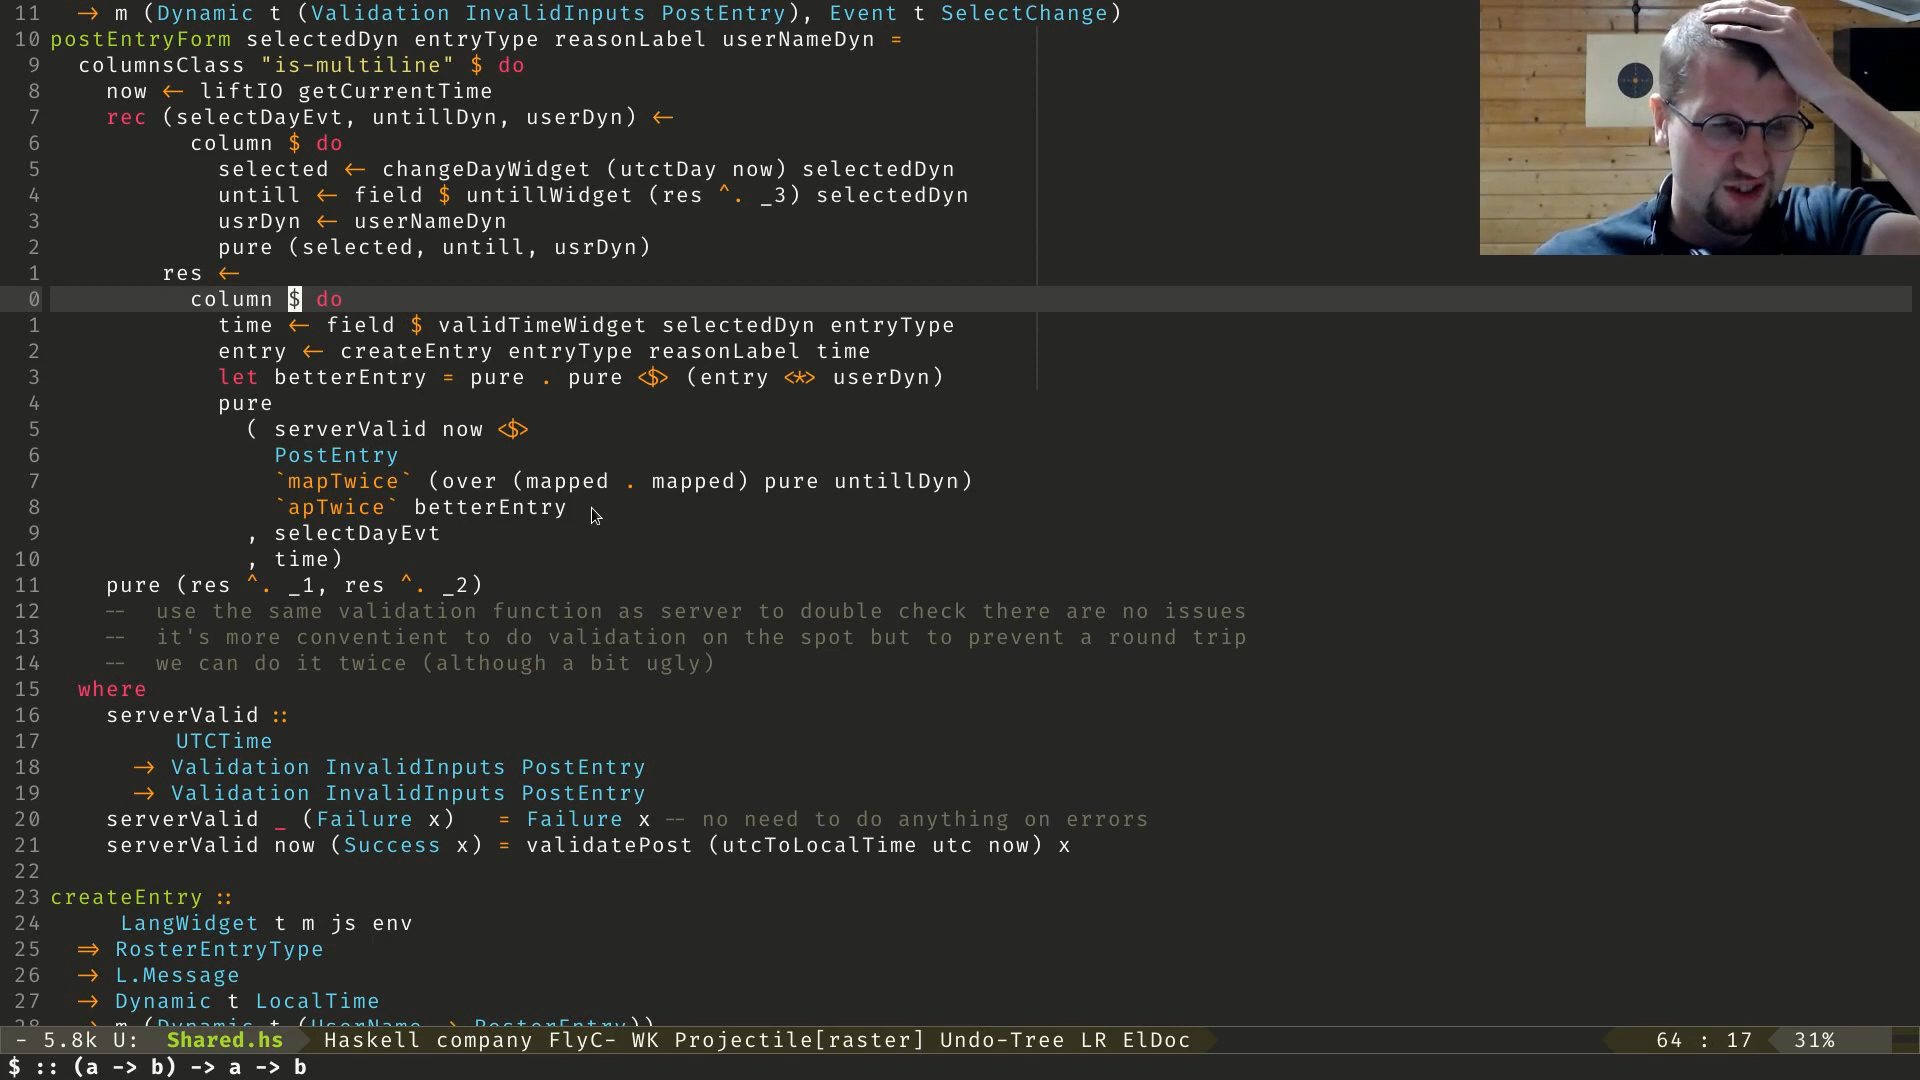 11 → m (Dynamic t (Validation InvalidInputs PostEntry), Event t SelectChange)
10 postEntryForm selectedDyn entryType reasonLabel userNameDyn =
9 columnsClass "is-multiline" $ do
8 now ← liftIO getCurrentTime
7 rec (selectDayEvt, untillDyn, userDyn) ←
6 column $ do
5 selected ← changeDayWidget (utctDay now) selectedDyn
4 untill ← field $ untillWidget (res ^. _3) selectedDyn
3 usrDyn ← userNameDyn
2 pure (selected, untill, usrDyn)
1 res ←
0 column $ do
1 time ← field $ validTimeWidget selectedDyn entryType
2 entry ← createEntry entryType reasonLabel time
3 let betterEntry = pure . pure <$> (entry <*> userDyn)
4 pure
5 ( serverValid now <$>
6 PostEntry
7 `mapTwice` (over (mapped . mapped) pure untillDyn)
8 `apTwice` betterEntry
9 , selectDayEvt
10 , time)
11 pure (res ^. _1, res ^. _2)
12 -- use the same validation function as server to double check there are no issues
13 -- it's more conventient to do validation on the spot but to prevent a round trip
14 -- we can do it twice (although a bit ugly)
15 where
16 serverValid ::
17 UTCTime
18 → Validation InvalidInputs PostEntry
19 → Validation InvalidInputs PostEntry
20 serverValid _ (Failure x) = Failure x -- no need to do anything on errors
21 serverValid now (Success x) = validatePost (utcToLocalTime utc now) x
22
23 createEntry ::
24 LangWidget t m js env
25 ⇒ RosterEntryType
26 → L.Message
27 → Dynamic t LocalTime
28 → m (Dynamic t (UserName → RosterEntry))
- 5.8k U: Shared.hs Haskell company FlyC- WK Projectile[raster] Undo-Tree LR ElDoc 64 : 17 31%
$ :: (a -> b) -> a -> b